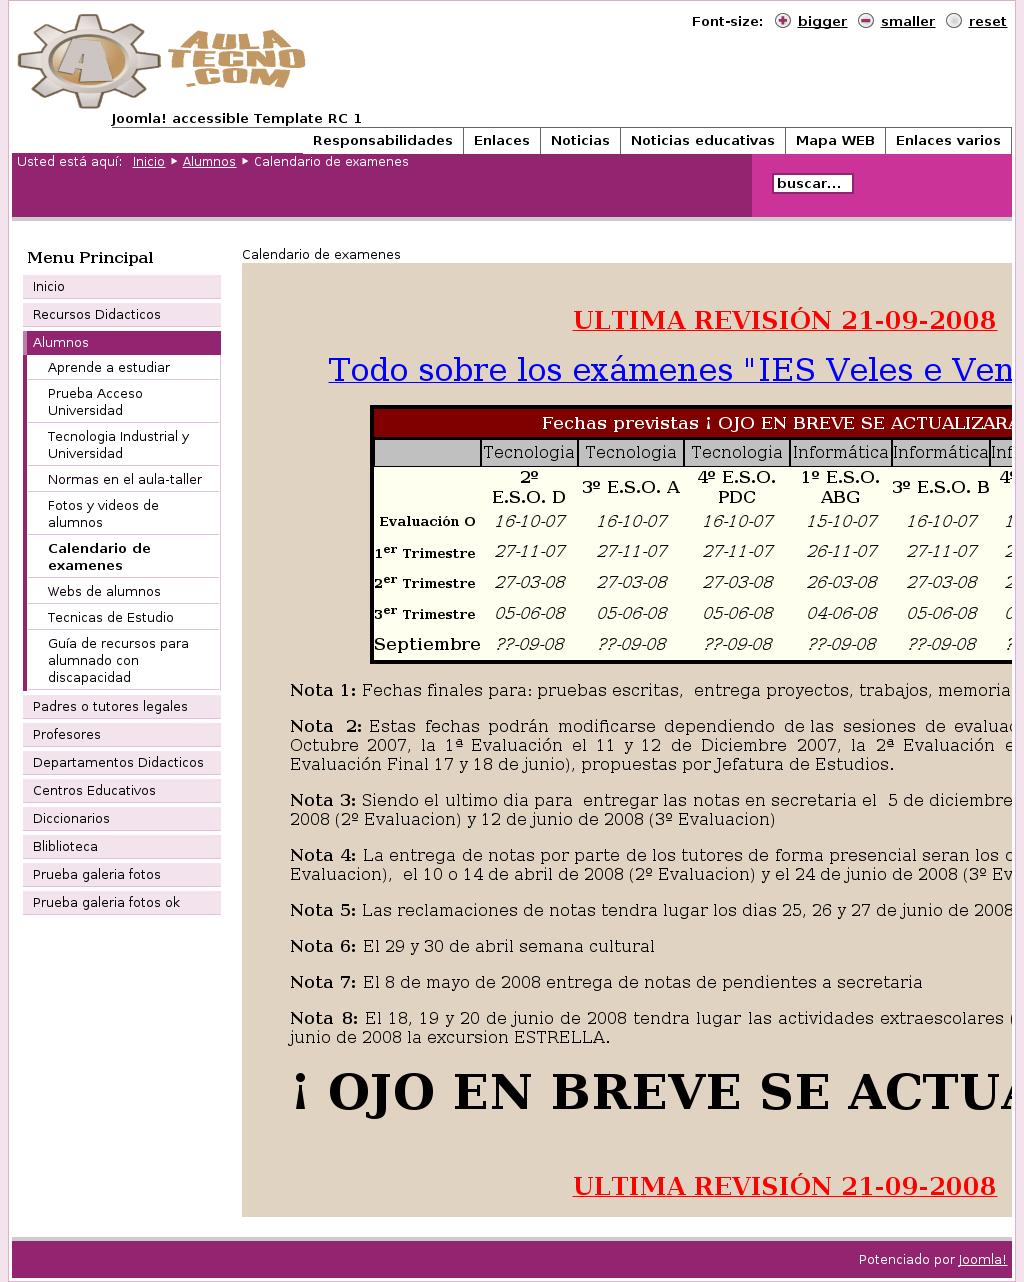 Font-size: bigger smaller reset
AULA
TECNO
.COM
Joomla! accessible Template RC 1
Responsabilidades Enlaces Noticias Noticias educativas Mapa WEB Enlaces varios
Usted está aquí: Inicio Alumnos Calendario de examenes
buscar...
Menu Principal
Inicio
Recursos Didacticos
Alumnos
Aprende a estudiar
Prueba Acceso
Universidad
Tecnologia Industrial y
Universidad
Normas en el aula-taller
Fotos y videos de
alumnos
Calendario de
examenes
Webs de alumnos
Tecnicas de Estudio
Guía de recursos para
alumnado con
discapacidad
Padres o tutores legales
Profesores
Departamentos Didacticos
Centros Educativos
Diccionarios
Bliblioteca
Prueba galeria fotos
Prueba galeria fotos ok
Calendario de examenes
ULTIMA REVISIÓN 21-09-2008
Todo sobre los exámenes "IES Veles e Ven
Fechas previstas ¡ OJO EN BREVE SE ACTUALIZARA
Tecnologia Tecnologia Tecnologia Informática Informática Inf
2º E.S.O. D 3º E.S.O. A 4º E.S.O. PDC 1º E.S.O. ABG 3º E.S.O. B 4º
Evaluación O 16-10-07 16-10-07 16-10-07 15-10-07 16-10-07 1
1er Trimestre 27-11-07 27-11-07 27-11-07 26-11-07 27-11-07 2
2er Trimestre 27-03-08 27-03-08 27-03-08 26-03-08 27-03-08 2
3er Trimestre 05-06-08 05-06-08 05-06-08 04-06-08 05-06-08 0
Septiembre ??-09-08 ??-09-08 ??-09-08 ??-09-08 ??-09-08 ?
Nota 1: Fechas finales para: pruebas escritas, entrega proyectos, trabajos, memoria
Nota 2: Estas fechas podrán modificarse dependiendo de las sesiones de evaluac
Octubre 2007, la 1ª Evaluación el 11 y 12 de Diciembre 2007, la 2ª Evaluación e
Evaluación Final 17 y 18 de junio), propuestas por Jefatura de Estudios.
Nota 3: Siendo el ultimo dia para entregar las notas en secretaria el 5 de diciembre
2008 (2º Evaluacion) y 12 de junio de 2008 (3º Evaluacion)
Nota 4: La entrega de notas por parte de los tutores de forma presencial seran los d
Evaluacion), el 10 o 14 de abril de 2008 (2º Evaluacion) y el 24 de junio de 2008 (3º Ev
Nota 5: Las reclamaciones de notas tendra lugar los dias 25, 26 y 27 de junio de 2008
Nota 6: El 29 y 30 de abril semana cultural
Nota 7: El 8 de mayo de 2008 entrega de notas de pendientes a secretaria
Nota 8: El 18, 19 y 20 de junio de 2008 tendra lugar las actividades extraescolares (
junio de 2008 la excursion ESTRELLA.
¡ OJO EN BREVE SE ACTUA
ULTIMA REVISIÓN 21-09-2008
Potenciado por Joomla!